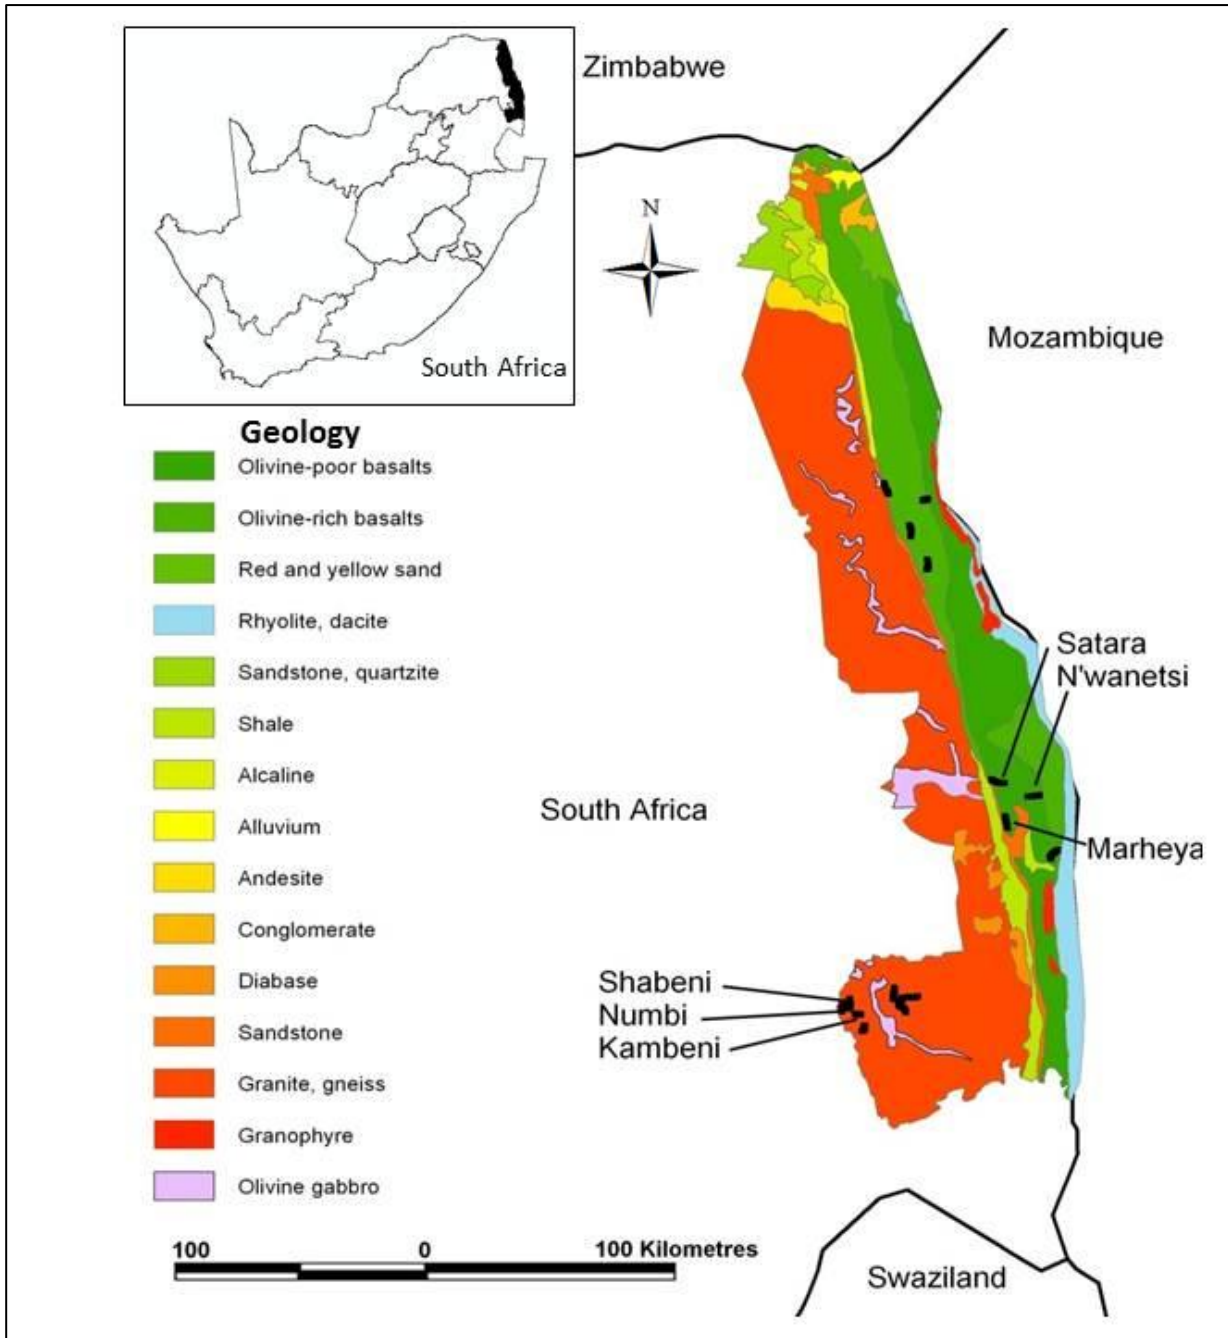 Zimbabwe
N
South Africa
Mozambique
Geology
Olivine-poor basalts
Olivine-rich basalts
Red and yellow sand
Rhyolite, dacite
Sandstone, quartzite
Shale
Alcaline
Alluvium
Andesite
Conglomerate
Diabase
Sandstone
Granite, gneiss
Granophyre
Olivine gabbro
Satara
N'wanetsi
South Africa
Marheya
Shabeni
Numbi
Kambeni
100 0 100 Kilometres
Swaziland